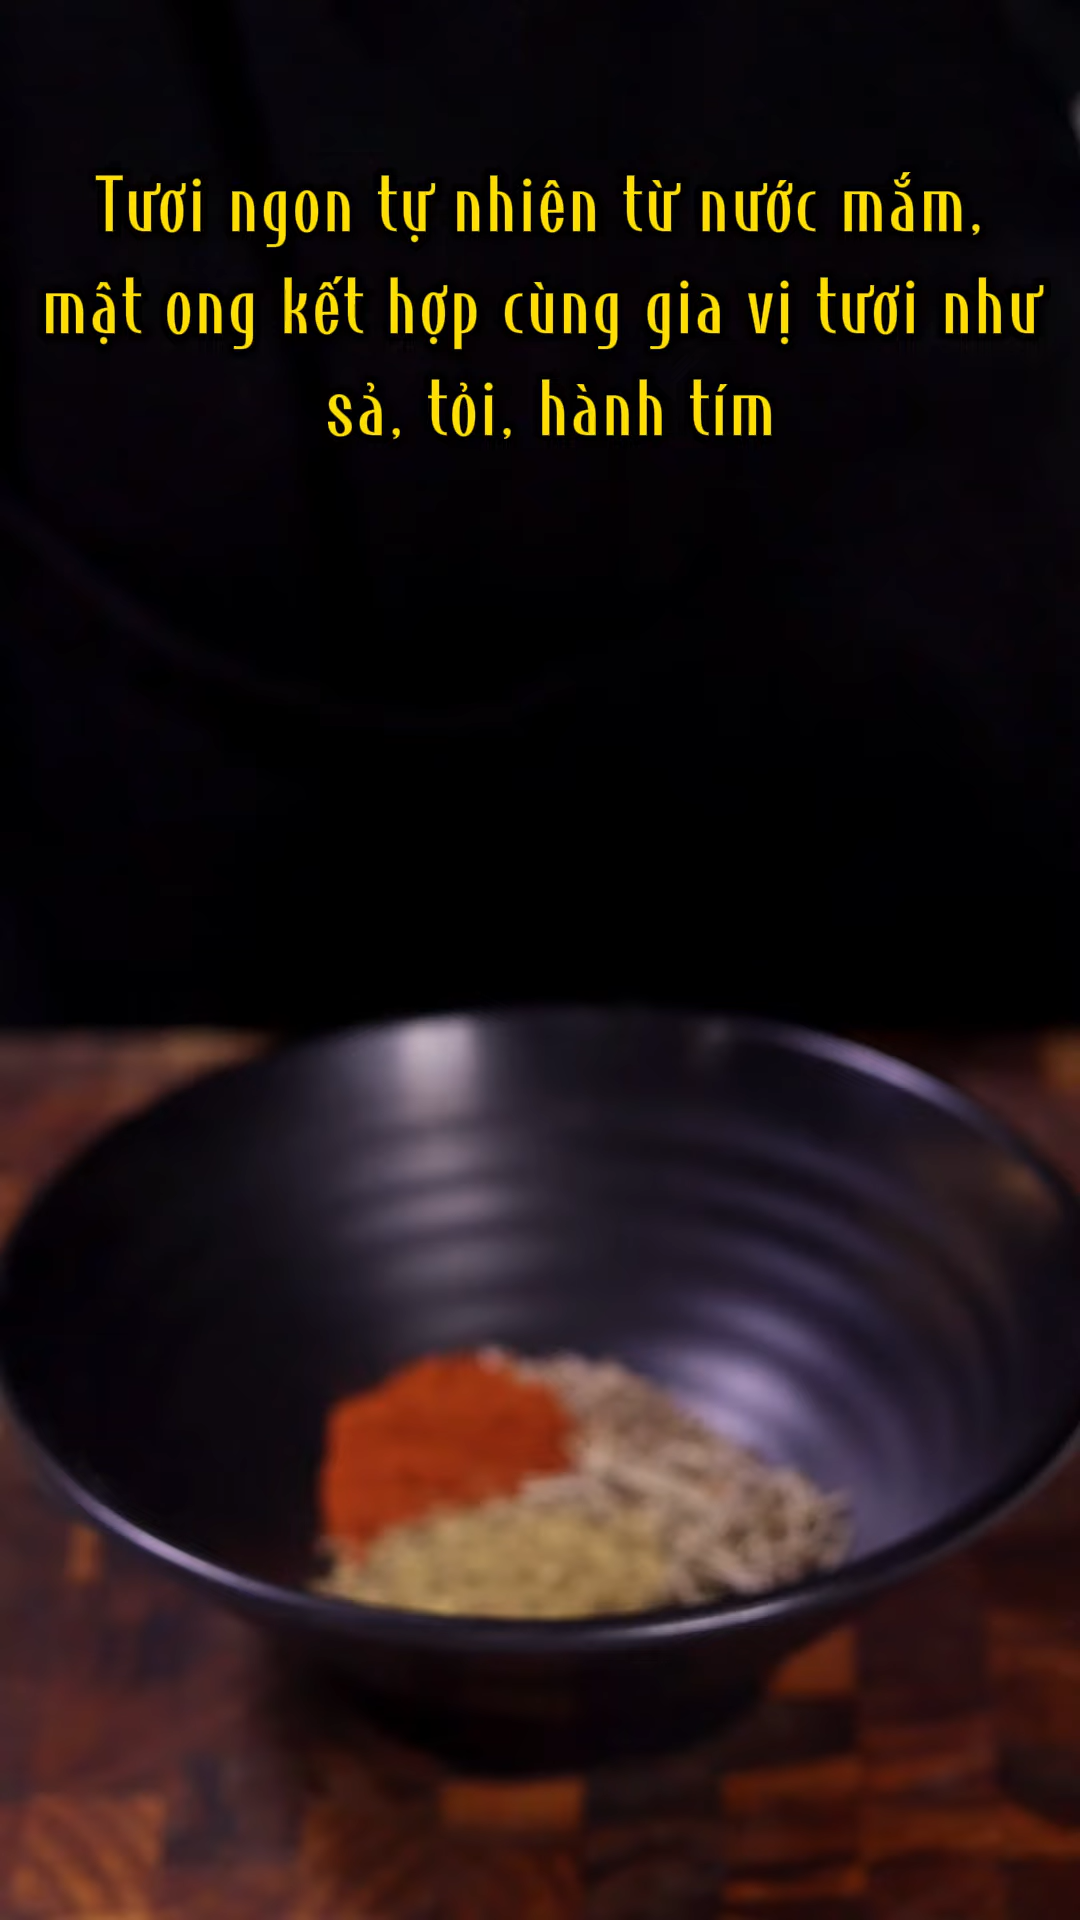 Tươi ngon tự nhiên từ nước mắm,
mật ong kết hợp cùng gia vị tươi như
sả, tỏi, hành tím